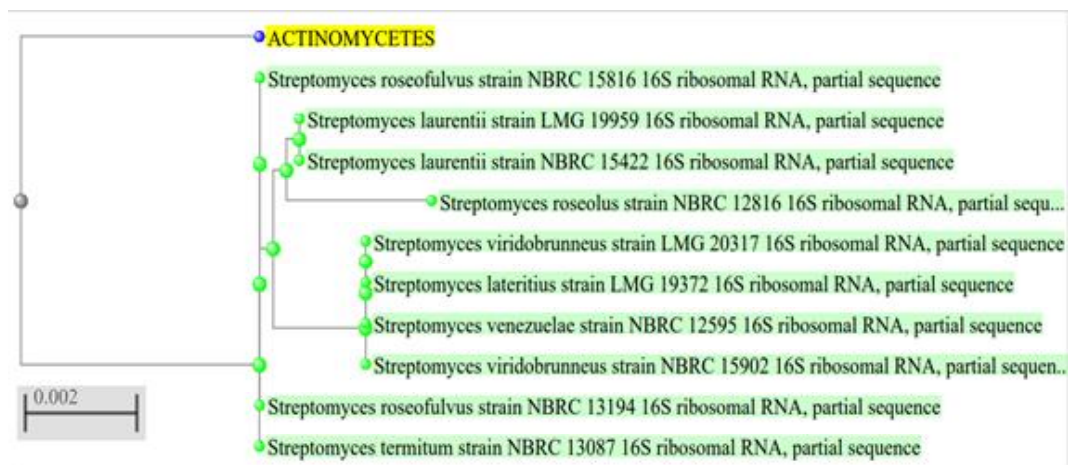 ACTINOMYCETES
Streptomyces roseofulvus strain NBRC 15816 16S ribosomal RNA, partial sequence
Streptomyces laurentii strain LMG 19959 16S ribosomal RNA, partial sequence
Streptomyces laurentii strain NBRC 15422 16S ribosomal RNA, partial sequence
Streptomyces roseolus strain NBRC 12816 16S ribosomal RNA, partial sequ...
Streptomyces viridobrunneus strain LMG 20317 16S ribosomal RNA, partial sequence
Streptomyces lateritius strain LMG 19372 16S ribosomal RNA, partial sequence
Streptomyces venezuelae strain NBRC 12595 16S ribosomal RNA, partial sequence
Streptomyces viridobrunneus strain NBRC 15902 16S ribosomal RNA, partial sequen..
0.002
Streptomyces roseofulvus strain NBRC 13194 16S ribosomal RNA, partial sequence
Streptomyces termitum strain NBRC 13087 16S ribosomal RNA, partial sequence